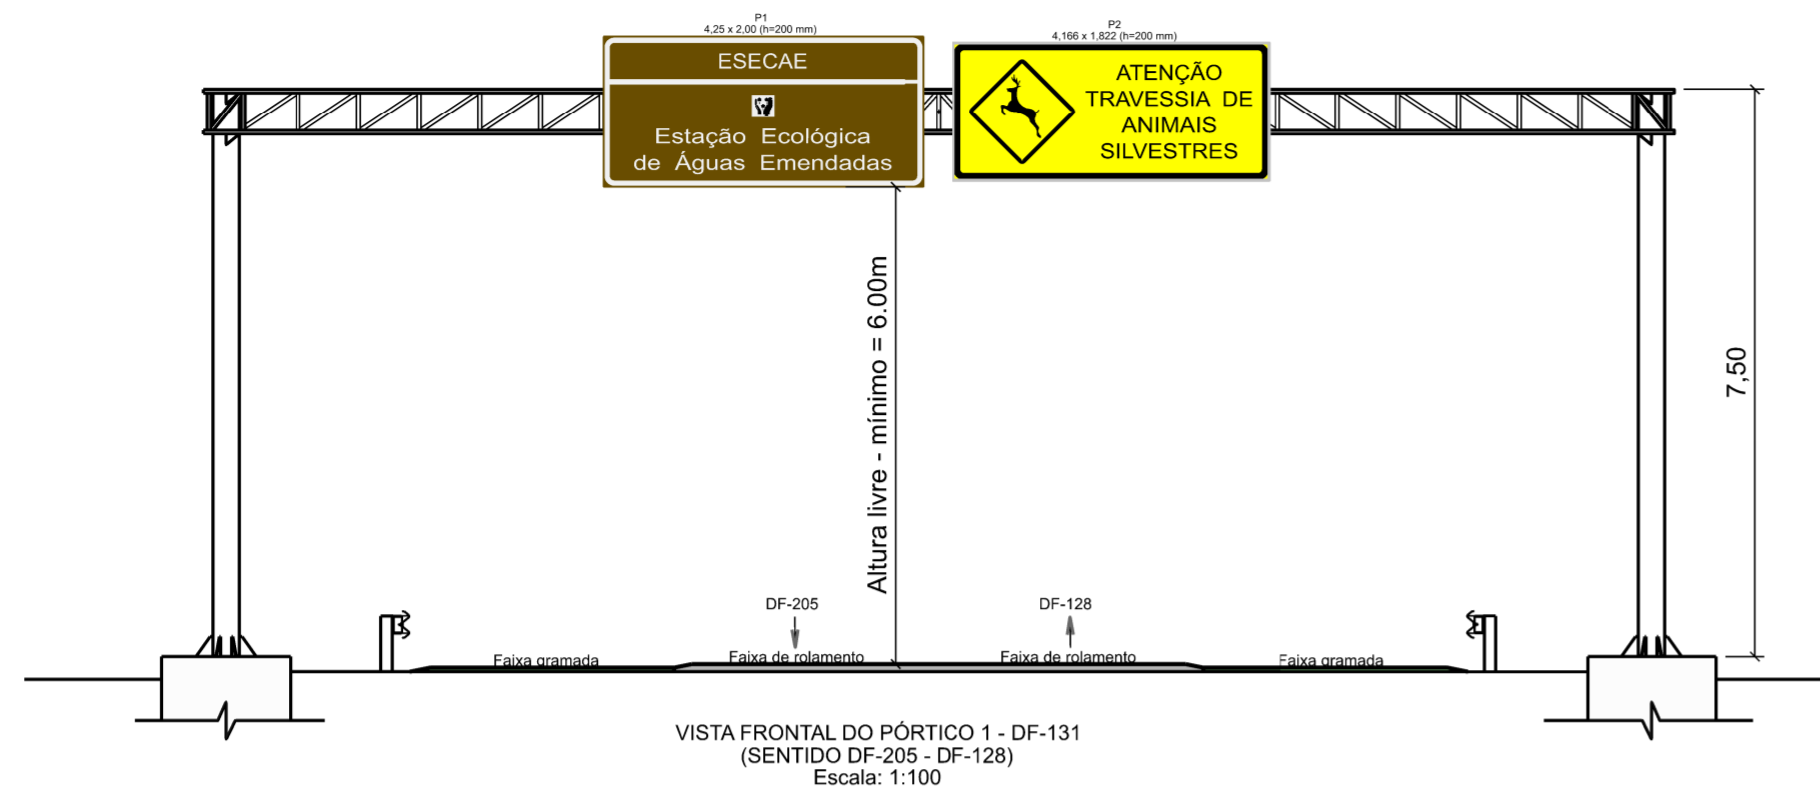 P1
4,25 x 2,00 (h=200 mm)
P2
4,166 x 1,822 (h=200 mm)
ESECAE
Estação Ecológica
de Águas Emendadas
ATENÇÃO
TRAVESSIA DE
ANIMAIS
SILVESTRES
Altura livre - mínimo = 6.00m
7,50
DF-205
DF-128
Faixa gramada
Faixa de rolamento
Faixa de rolamento
Faixa gramada
VISTA FRONTAL DO PÓRTICO 1 - DF-131
(SENTIDO DF-205 - DF-128)
Escala: 1:100